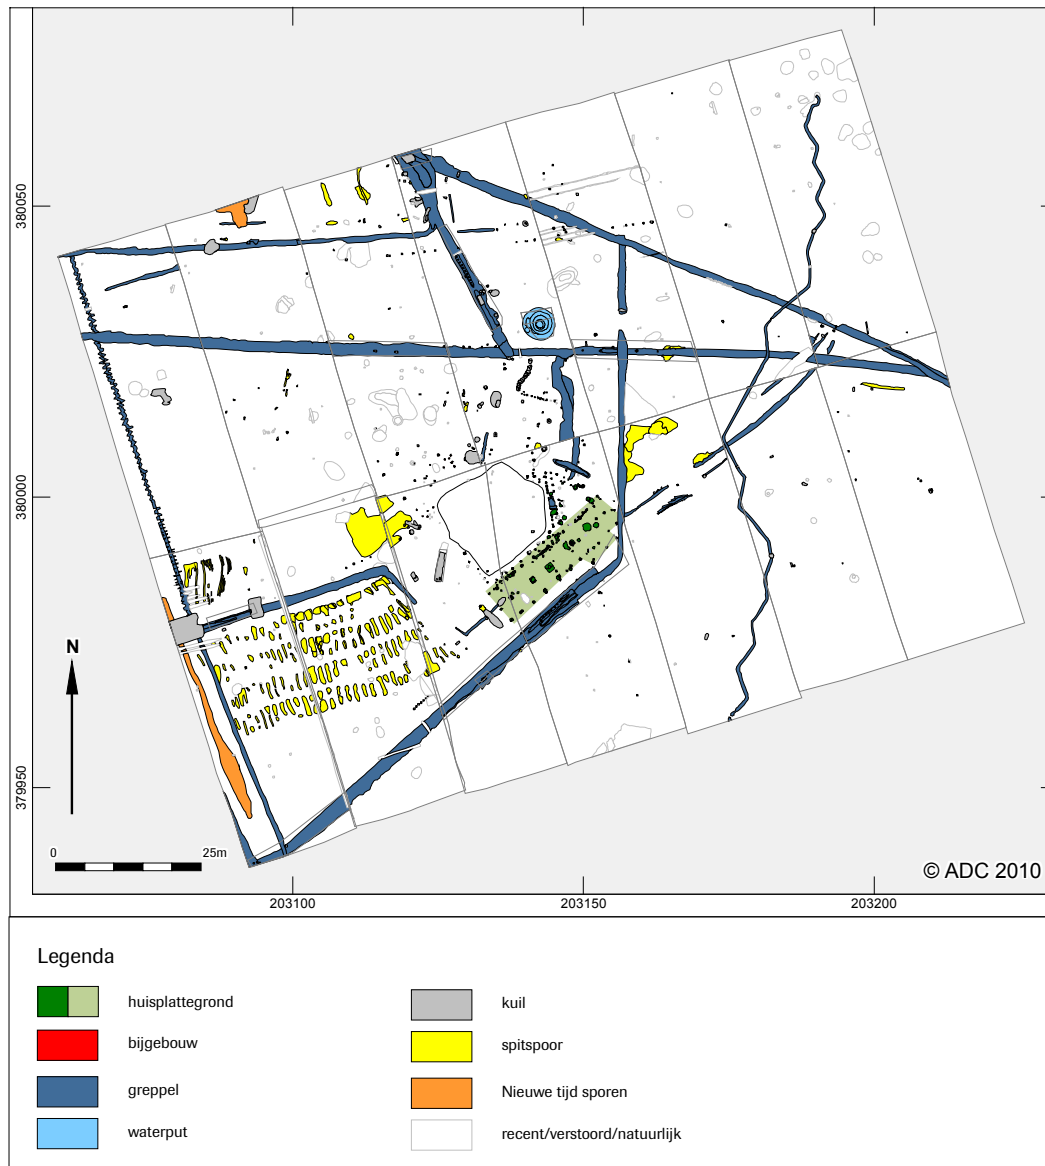 380050
380000
379950
N
0 25m
© ADC 2010
203100 203150 203200
Legenda
huisplattegrond
bijgebouw
greppel
waterput
kuil
spitspoor
Nieuwe tijd sporen
recent/verstoord/natuurlijk